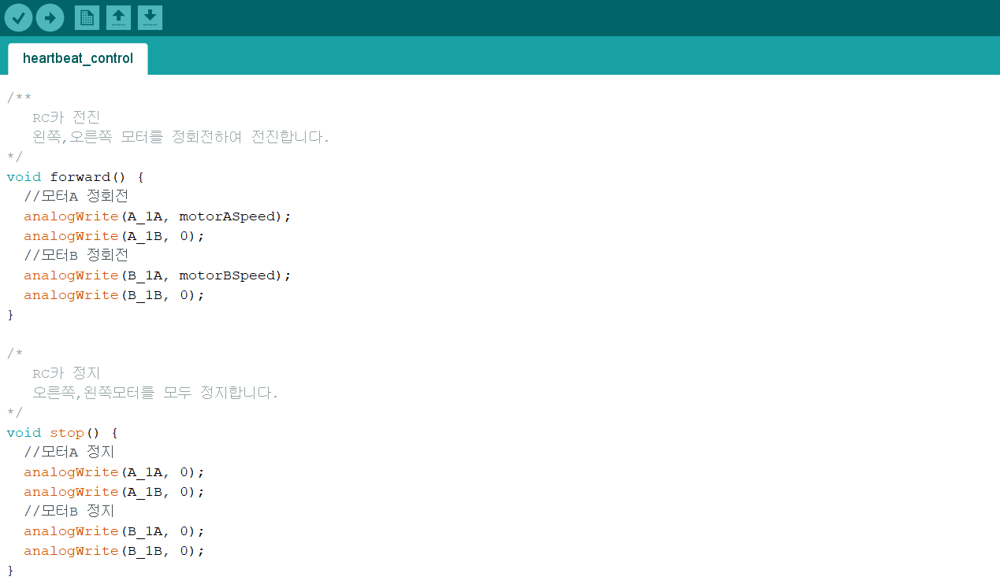 heartbeat_control
/**
RC카 전진
왼쪽,오른쪽 모터를 정회전하여 전진합니다.
*/
void forward() {
//모터A 정회전
analogWrite(A_1A, motorASpeed);
analogWrite(A_1B, 0);
//모터B 정회전
analogWrite(B_1A, motorBSpeed);
analogWrite(B_1B, 0);
}
/*
RC카 정지
오른쪽,왼쪽모터를 모두 정지합니다.
*/
void stop() {
//모터A 정지
analogWrite(A_1A, 0);
analogWrite(A_1B, 0);
//모터B 정지
analogWrite(B_1A, 0);
analogWrite(B_1B, 0);
}